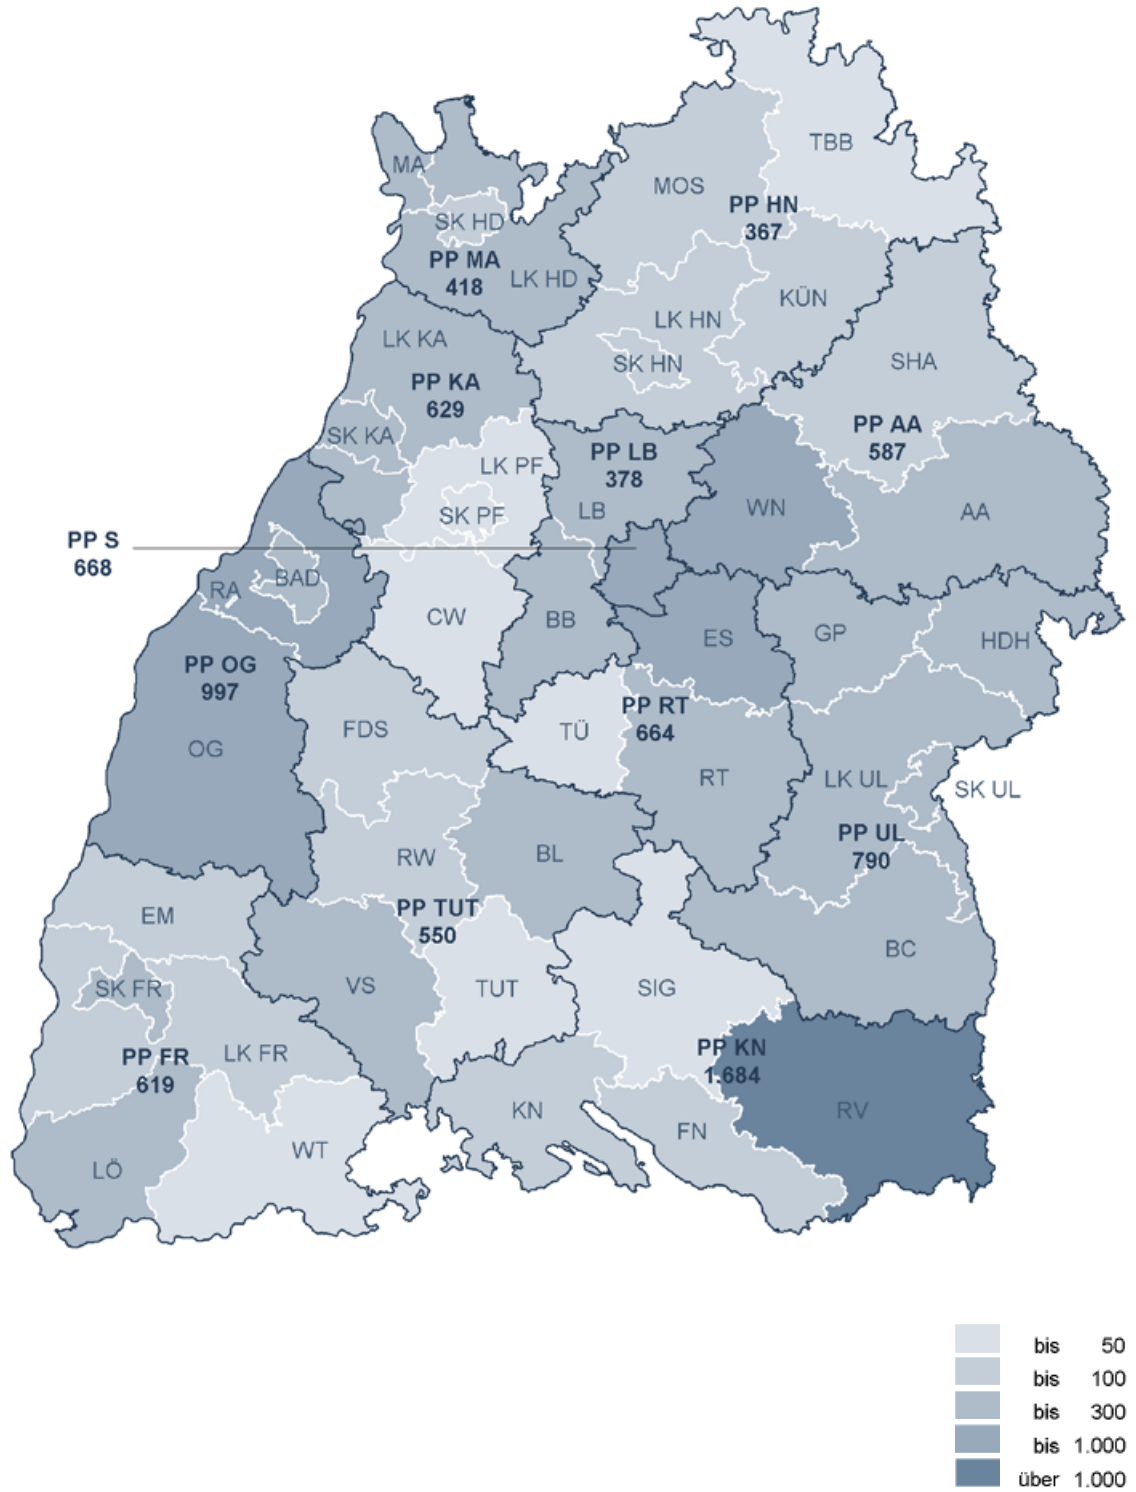 TBB
MA
MOS
PP HN
367
SK HD
PP MA
418
LK HD
KÜN
LK HN
LK KA
SK HN
SHA
PP KA
629
PP AA
587
SK KA
PP LB
378
LK PF
WN
AA
LB
SK PF
PP S
668
BAD
RA
CW
BB
ES
GP
HDH
PP OG
997
PP RT
664
FDS
TÜ
OG
RT
LK UL
SK UL
PP UL
790
RW
BL
PP TUT
550
EM
BC
VS
TUT
SIG
SK FR
PP FR
619
LK FR
PP KN
1.684
KN
RV
FN
WT
LÖ
bis 50
bis 100
bis 300
bis 1.000
über 1.000